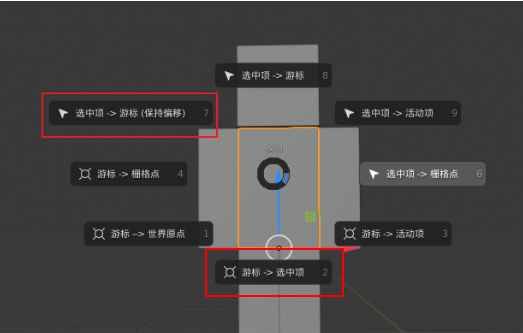 选中项 -> 游标 8
选中项 -> 游标 (保持偏移) 7
选中项 -> 活动项 9
吸附
游标 -> 栅格点 4
选中项 -> 栅格点 6
游标 -> 世界原点 1
游标 -> 活动项 3
游标 -> 选中项 2